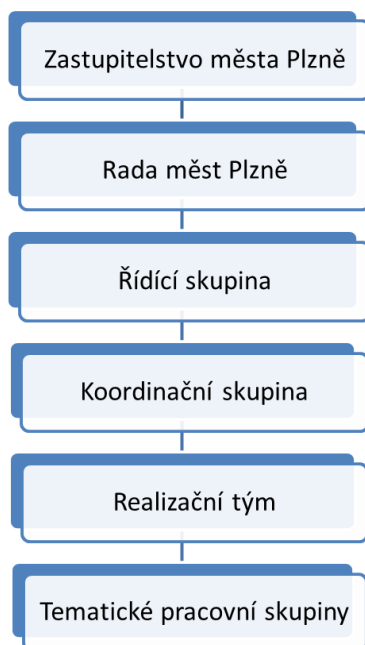 Zastupitelstvo města Plzně
Rada měst Plzně
Řídící skupina
Koordinační skupina
Realizační tým
Tematické pracovní skupiny